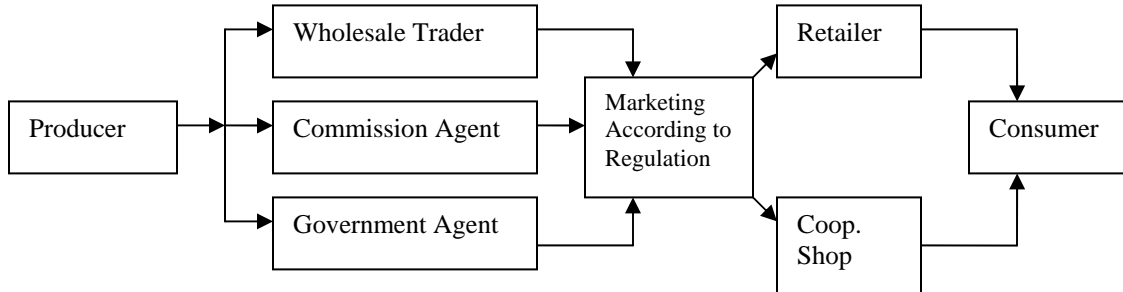 Wholesale Trader
Retailer
Producer
Commission Agent
Marketing
According to
Regulation
Consumer
Government Agent
Coop.
Shop